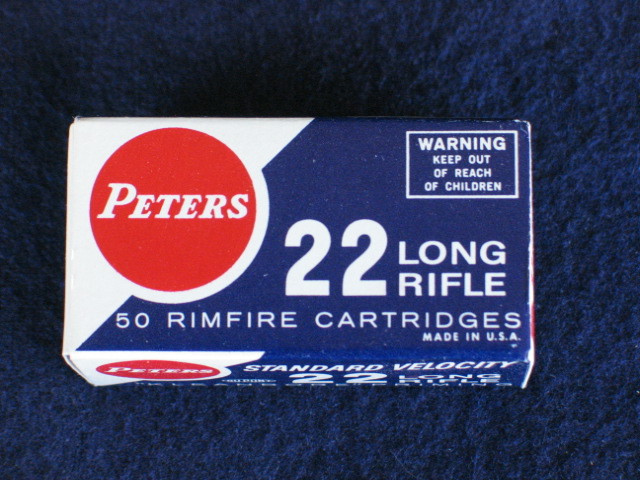 WARNING
KEEP OUT
OF REACH
OF CHILDREN
PETERS
22 LONG
RIFLE
50 RIMFIRE CARTRIDGES
MADE IN U.S.A.
PETERS
STANDARD VELOCITY
22 LONG
RIFLE